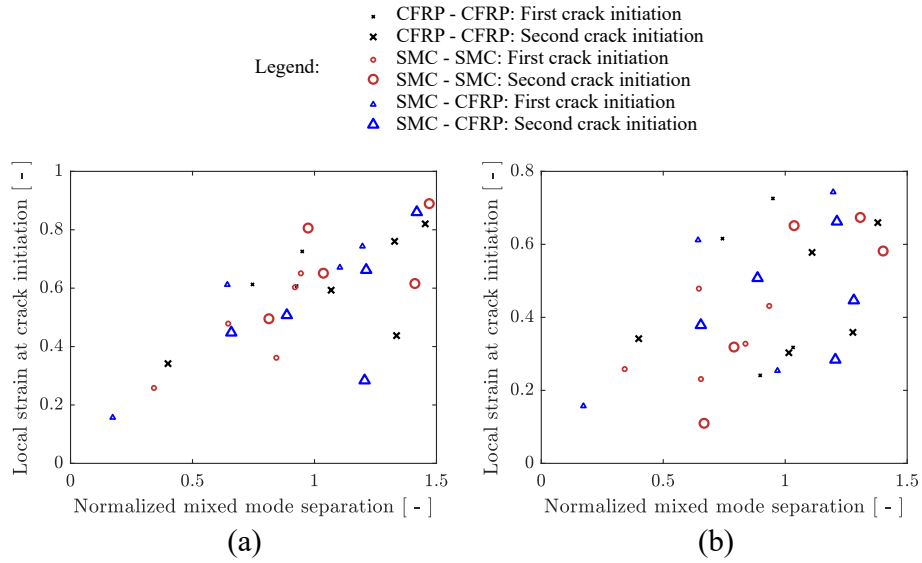 Legend:
CFRP - CFRP: First crack initiation
CFRP - CFRP: Second crack initiation
SMC - SMC: First crack initiation
SMC - SMC: Second crack initiation
SMC - CFRP: First crack initiation
SMC - CFRP: Second crack initiation
Local strain at crack initiation [ - ]
1
0.8
0.6
0.4
0.2
0
0.5
1
1.5
Normalized mixed mode separation [ - ]
(a)
Local strain at crack initiation [ - ]
0.8
0.6
0.4
0.2
0
0
0.5
1
1.5
Normalized mixed mode separation [ - ]
(b)